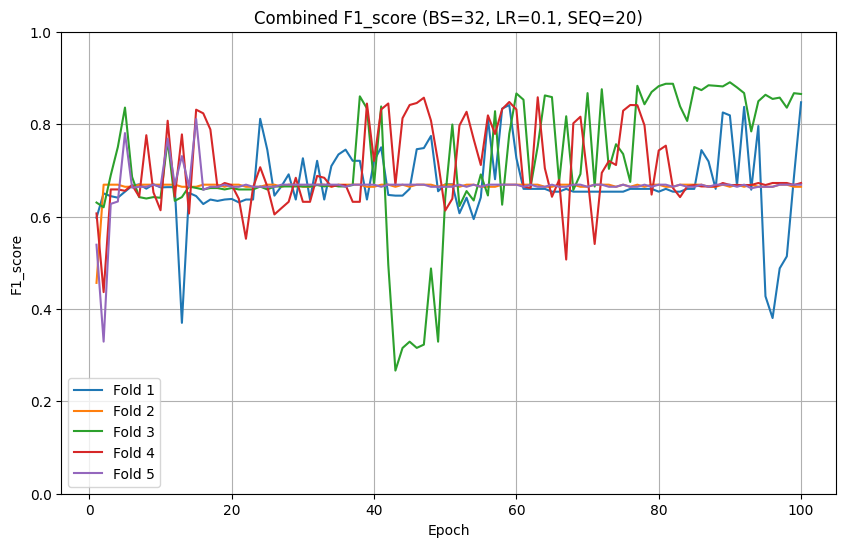 Combined F1_score (BS=32, LR=0.1, SEQ=20)
1.0
0.8
0.6
0.4
0.2
0.0
F1_score
Fold 1
Fold 2
Fold 3
Fold 4
Fold 5
0 20 40 60 80 100
Epoch